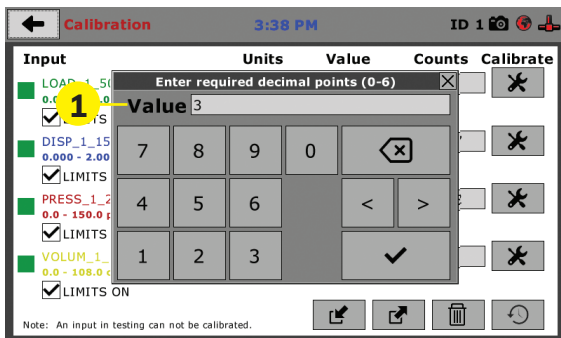 Calibration 3:38 PM ID 1
Input Units Value Counts Calibrate
Enter required decimal points (0-6)
1 Value 3
LOAD_1_50
LIMITS
DISP_1_15
0.000 - 2.00
LIMITS
PRESS_1_2
0.0 - 150.0 p
LIMITS
VOLUM_1_
0.0 - 108.0 c
LIMITS ON
7 8 9 0
4 5 6 < >
1 2 3
Note: An input in testing can not be calibrated.